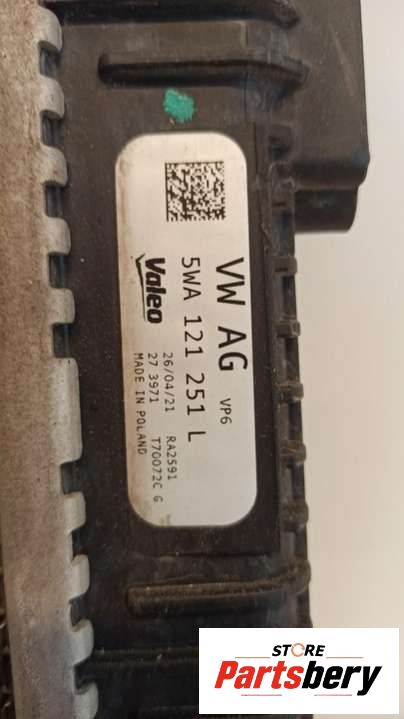 VW AG VP6
5WA 121 251 L
Valeo
26/04/21 RA2591
27 3971 T70072C G
MADE IN POLAND
STORE
Partsbery